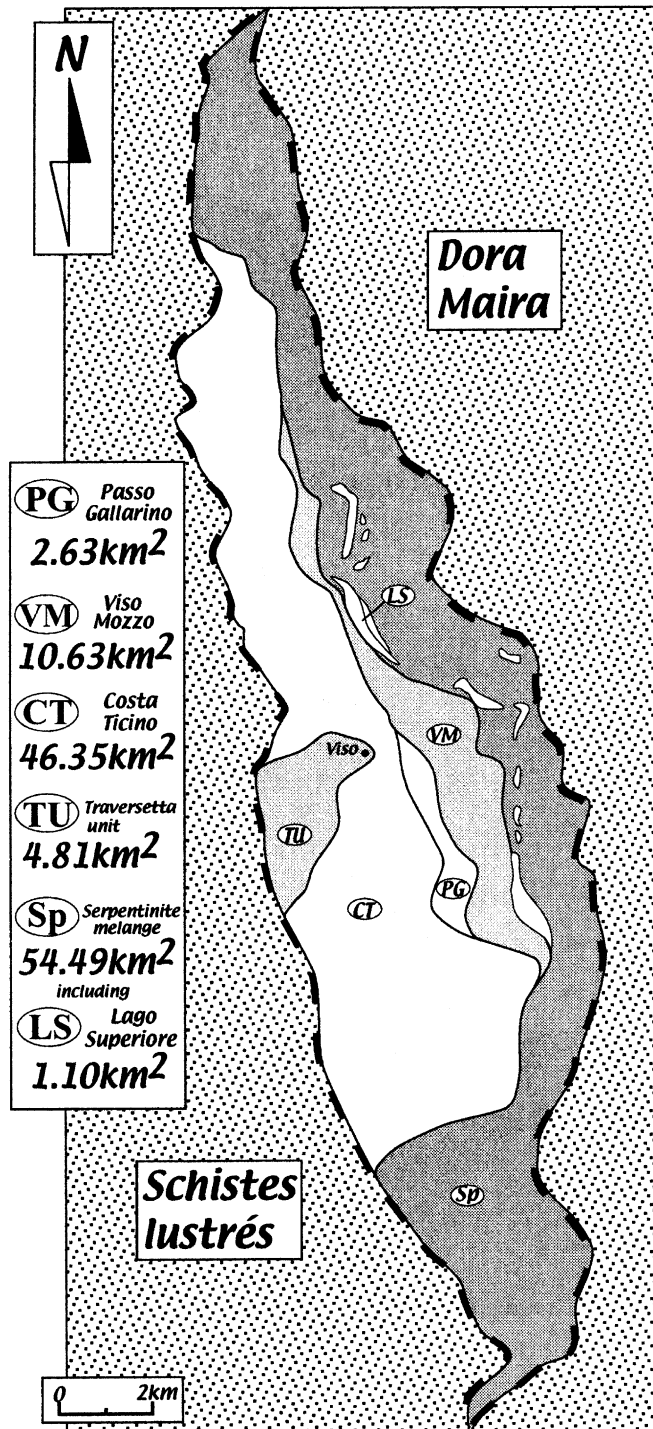 N
Dora
Maira
PG Passo
Gallarino
2.63km2
VM Viso
Mozzo
10.63km2
CT Costa
Ticino
46.35km2
TU Traversetta
unit
4.81km2
Sp Serpentinite
melange
54.49km2
including
LS Lago
Superiore
1.10km2
LS
VM
Viso
TU
PG
CT
Sp
Schistes
lustrés
0 2km